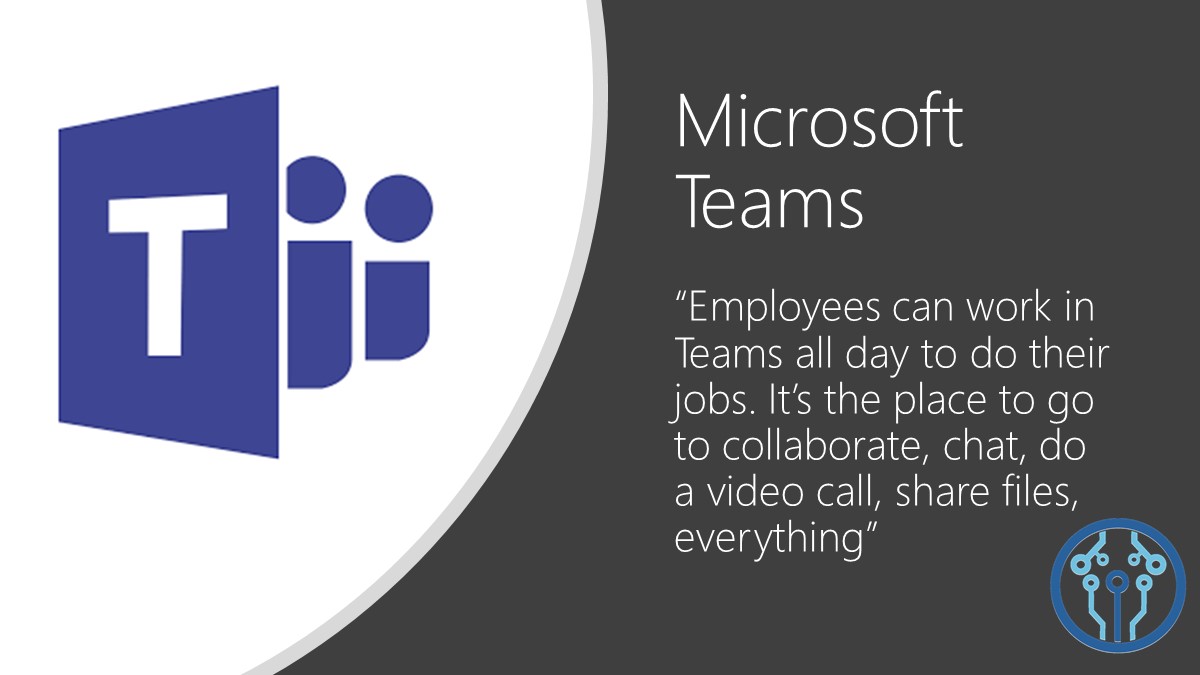 T
Microsoft
Teams
“Employees can work in
Teams all day to do their
jobs. It’s the place to go
to collaborate, chat, do
a video call, share files,
everything”